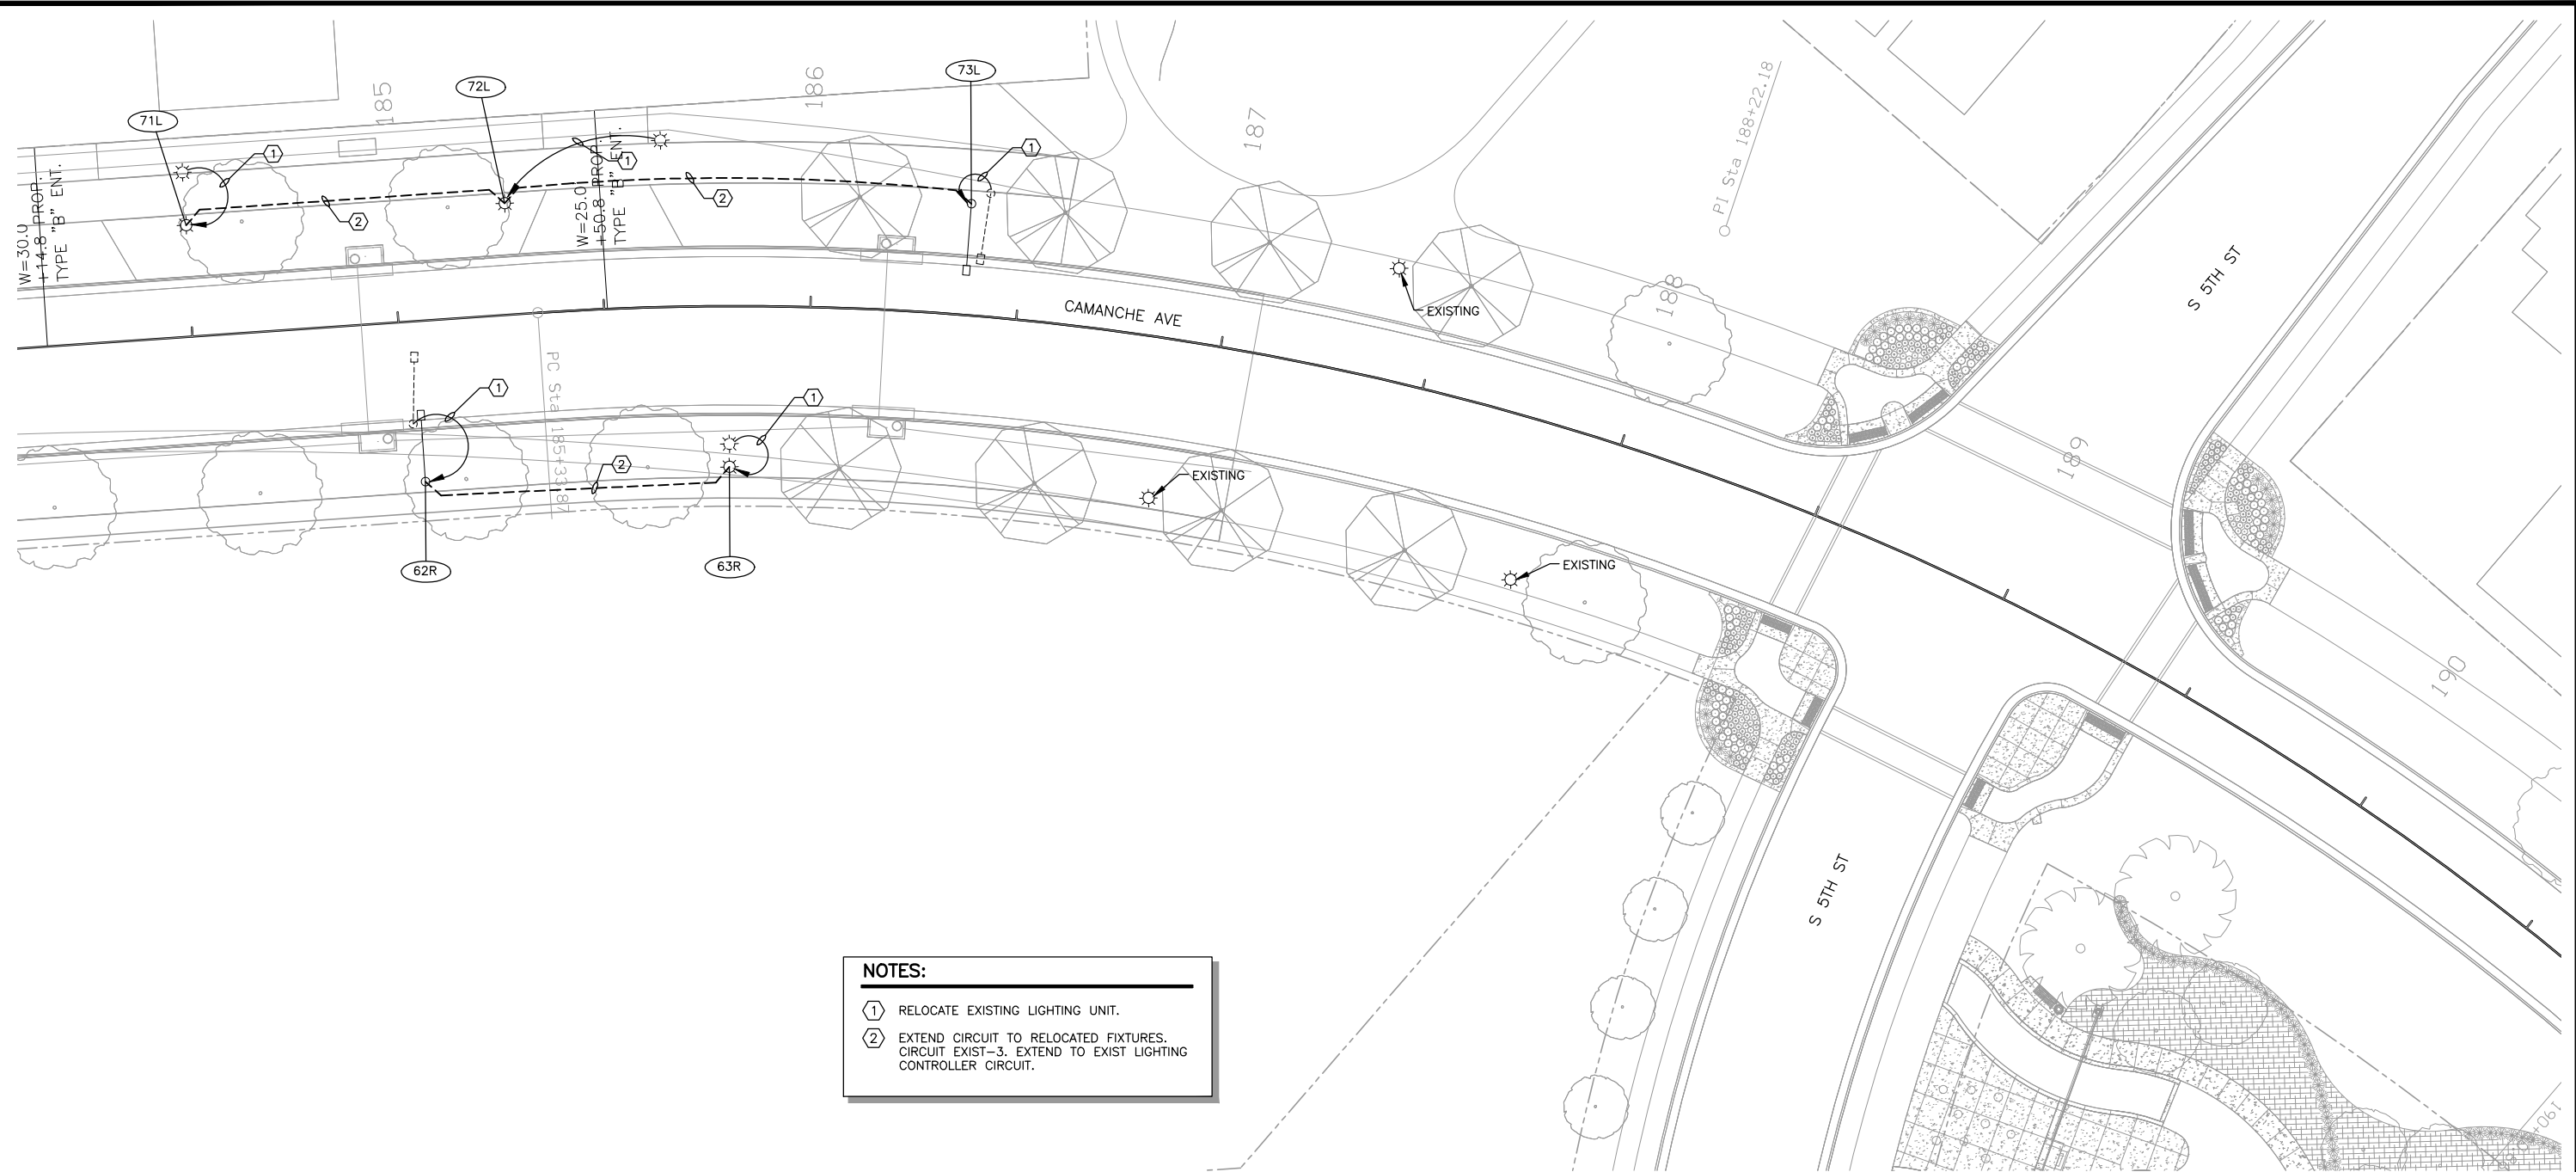 185
186
187
188
189
190
PI Sta 188+22.18
PC Sta 185+33.87
71L
72L
73L
1
1
1
2
2
W=30.0
+14.8 PROP.
TYPE "B" ENT.
W=25.0
+50.8 PROP.
TYPE "B" ENT.
CAMANCHE AVE
EXISTING
S 5TH ST
1
1
2
EXISTING
EXISTING
62R
63R
S 5TH ST
NOTES:
1 RELOCATE EXISTING LIGHTING UNIT.
2 EXTEND CIRCUIT TO RELOCATED FIXTURES.
CIRCUIT EXIST-3. EXTEND TO EXIST LIGHTING
CONTROLLER CIRCUIT.